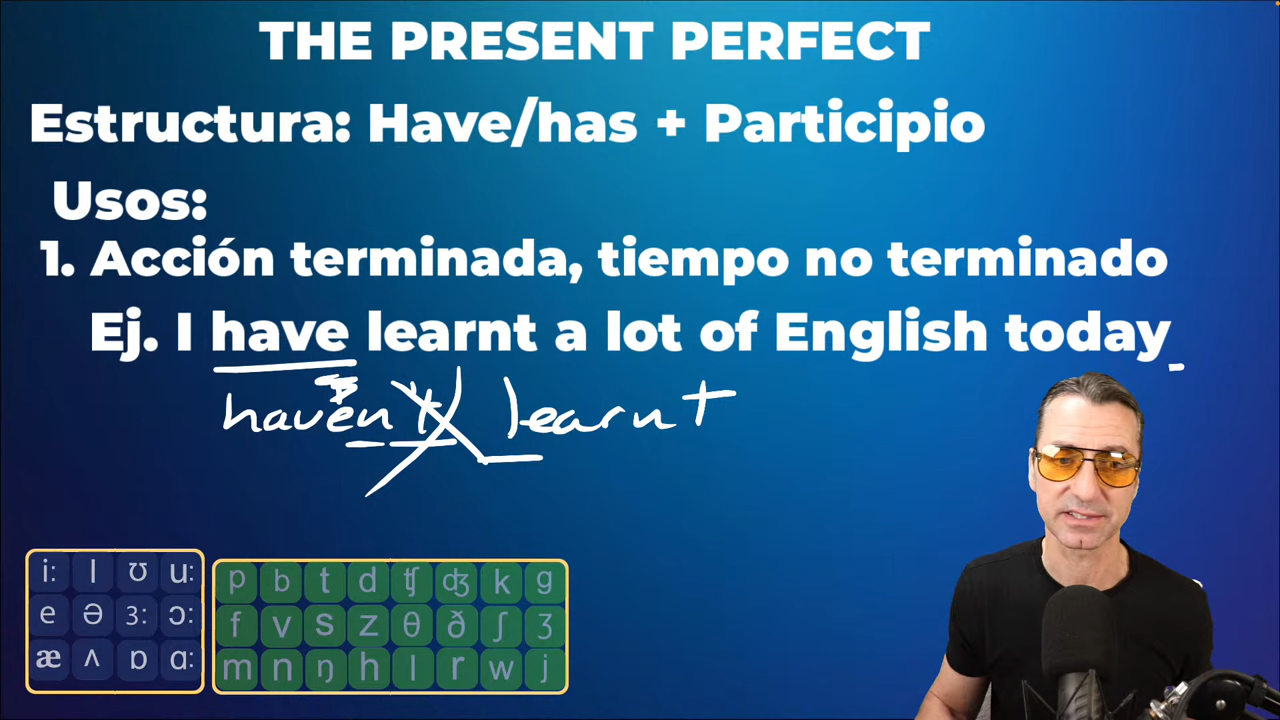 THE PRESENT PERFECT
Estructura: Have/has + Participio
Usos:
1. Acción terminada, tiempo no terminado
Ej. I have learnt a lot of English today
haven't learnt
i: I ʊ u:
e ə ɜ: ɔ:
æ ʌ ɒ ɑ:
p b t d ʧ ʤ k g
f v s z θ ð ʃ ʒ
m n ŋ h l r w j